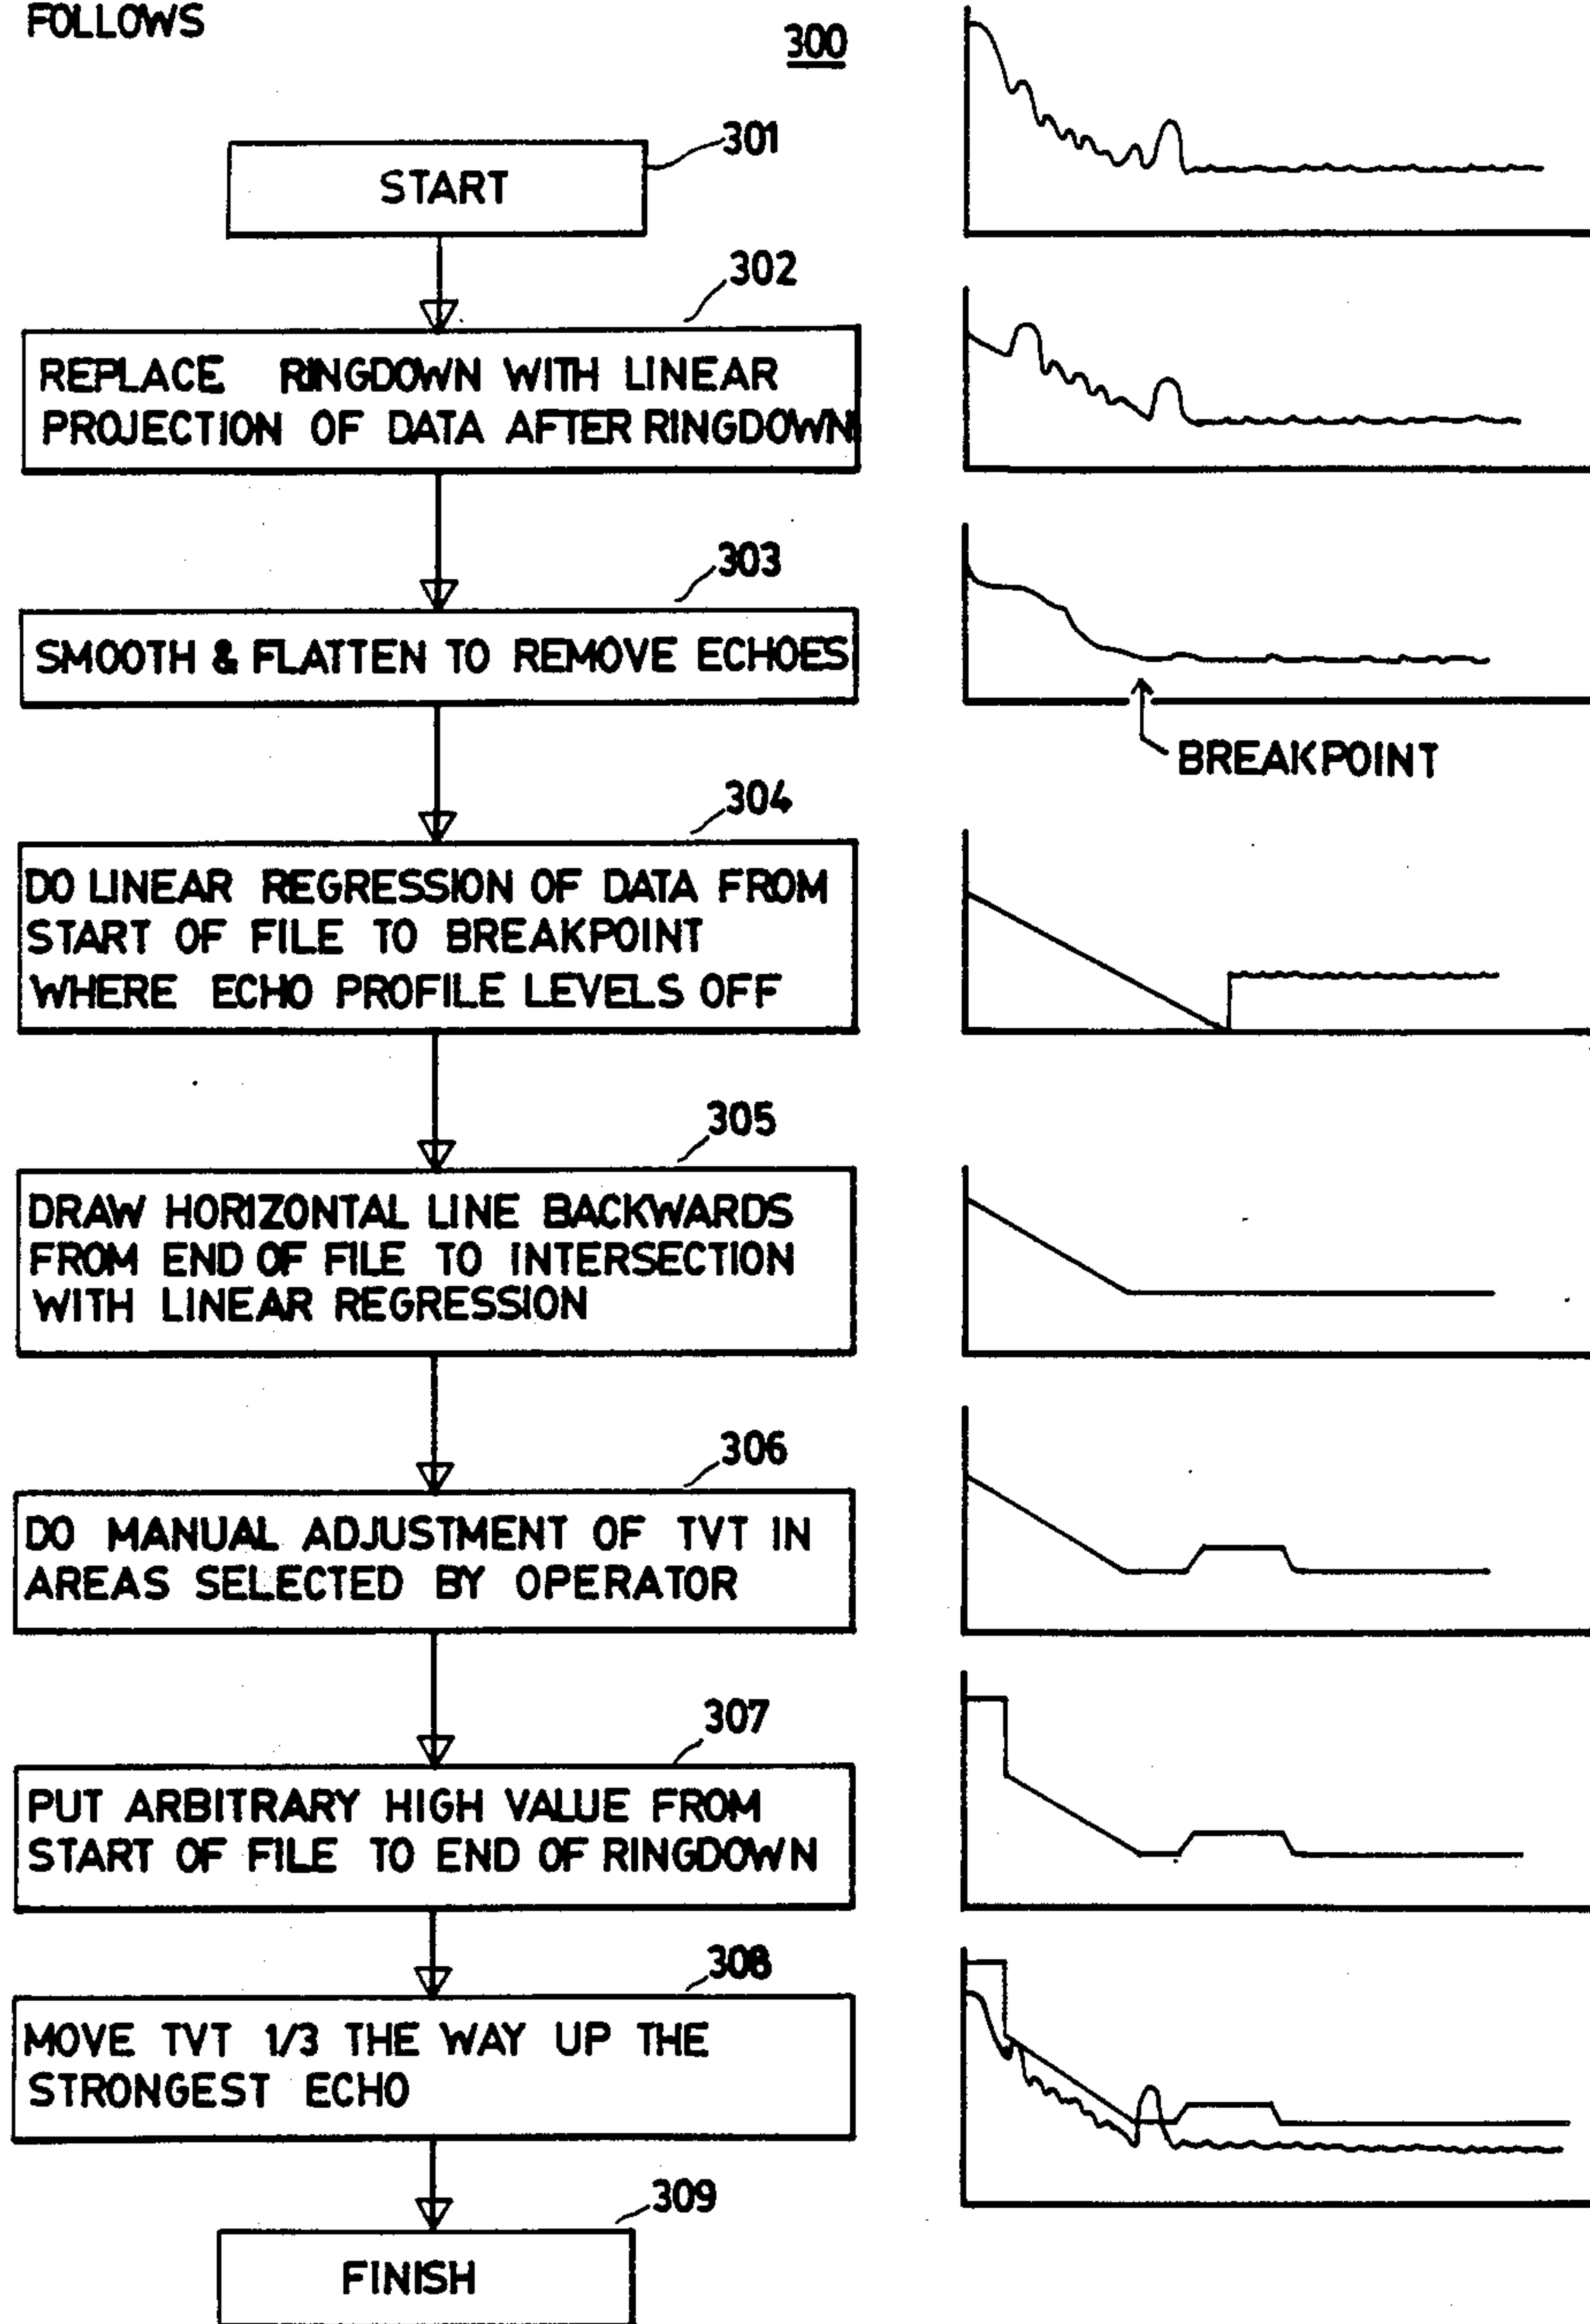 FOLLOWS
300
301
START
302
REPLACE RINGDOWN WITH LINEAR
PROJECTION OF DATA AFTER RINGDOWN
303
SMOOTH & FLATTEN TO REMOVE ECHOES
BREAKPOINT
304
DO LINEAR REGRESSION OF DATA FROM
START OF FILE TO BREAKPOINT
WHERE ECHO PROFILE LEVELS OFF
305
DRAW HORIZONTAL LINE BACKWARDS
FROM END OF FILE TO INTERSECTION
WITH LINEAR REGRESSION
306
DO MANUAL ADJUSTMENT OF TVT IN
AREAS SELECTED BY OPERATOR
307
PUT ARBITRARY HIGH VALUE FROM
START OF FILE TO END OF RINGDOWN
308
MOVE TVT 1/3 THE WAY UP THE
STRONGEST ECHO
309
FINISH